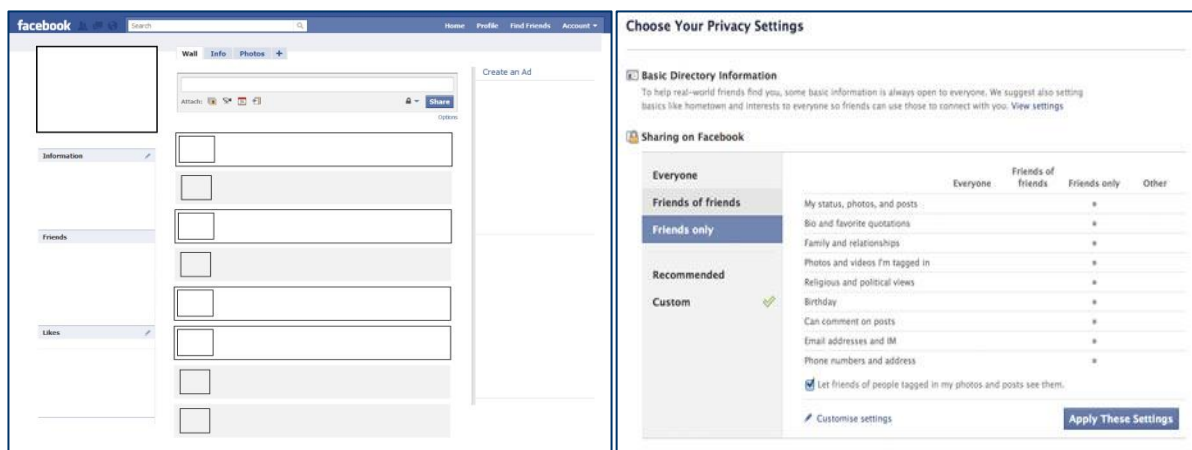 facebook Search Home Profile Find Friends Account
Wall Info Photos +
Create an Ad
Attach: Share
Options
Information
Friends
Likes
Choose Your Privacy Settings
Basic Directory Information
To help real-world friends find you, some basic information is always open to everyone. We suggest also setting
basics like hometown and interests to everyone so friends can use those to connect with you. View settings
Sharing on Facebook
Everyone
Friends of friends
Friends only
Recommended
Custom
Everyone Friends of friends Friends only Other
My status, photos, and posts
Bio and favorite quotations
Family and relationships
Photos and videos I'm tagged in
Religious and political views
Birthday
Can comment on posts
Email addresses and IM
Phone numbers and address
Let friends of people tagged in my photos and posts see them.
Customise settings Apply These Settings